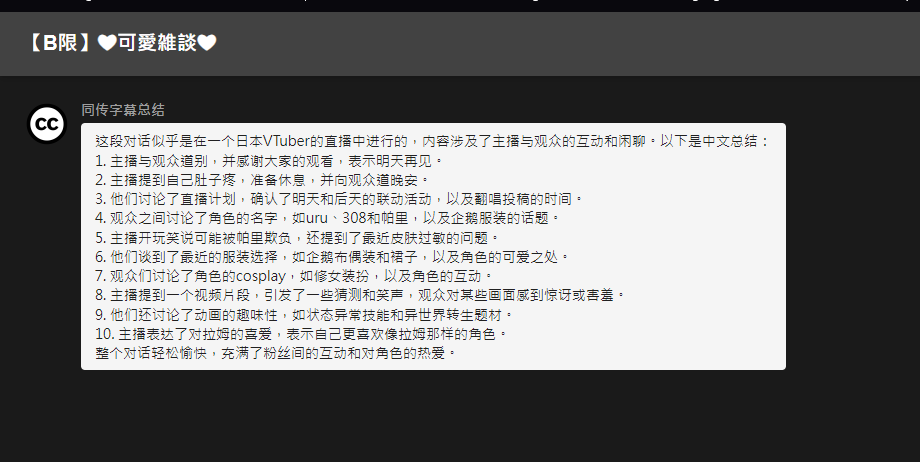 【B限】♥可愛雑談♥
同传字幕总结
CC
这段对话似乎是在一个日本VTuber的直播中进行的，内容涉及了主播与观众的互动和闲聊。以下是中文总结：
1. 主播与观众道别，并感谢大家的观看，表示明天再见。
2. 主播提到自己肚子疼，准备休息，并向观众道晚安。
3. 他们讨论了直播计划，确认了明天和后天的联动活动，以及翻唱投稿的时间。
4. 观众之间讨论了角色的名字，如uru、308和帕里，以及企鹅服装的话题。
5. 主播开玩笑说可能被帕里欺负，还提到了最近皮肤过敏的问题。
6. 他们谈到了最近的服装选择，如企鹅布偶装和裙子，以及角色的可爱之处。
7. 观众们讨论了角色的cosplay，如修女装扮，以及角色的互动。
8. 主播提到一个视频片段，引发了一些猜测和笑声，观众对某些画面感到惊讶或害羞。
9. 他们还讨论了动画的趣味性，如状态异常技能和异世界转生题材。
10. 主播表达了对拉姆的喜爱，表示自己更喜欢像拉姆那样的角色。
整个对话轻松愉快，充满了粉丝间的互动和对角色的热爱。